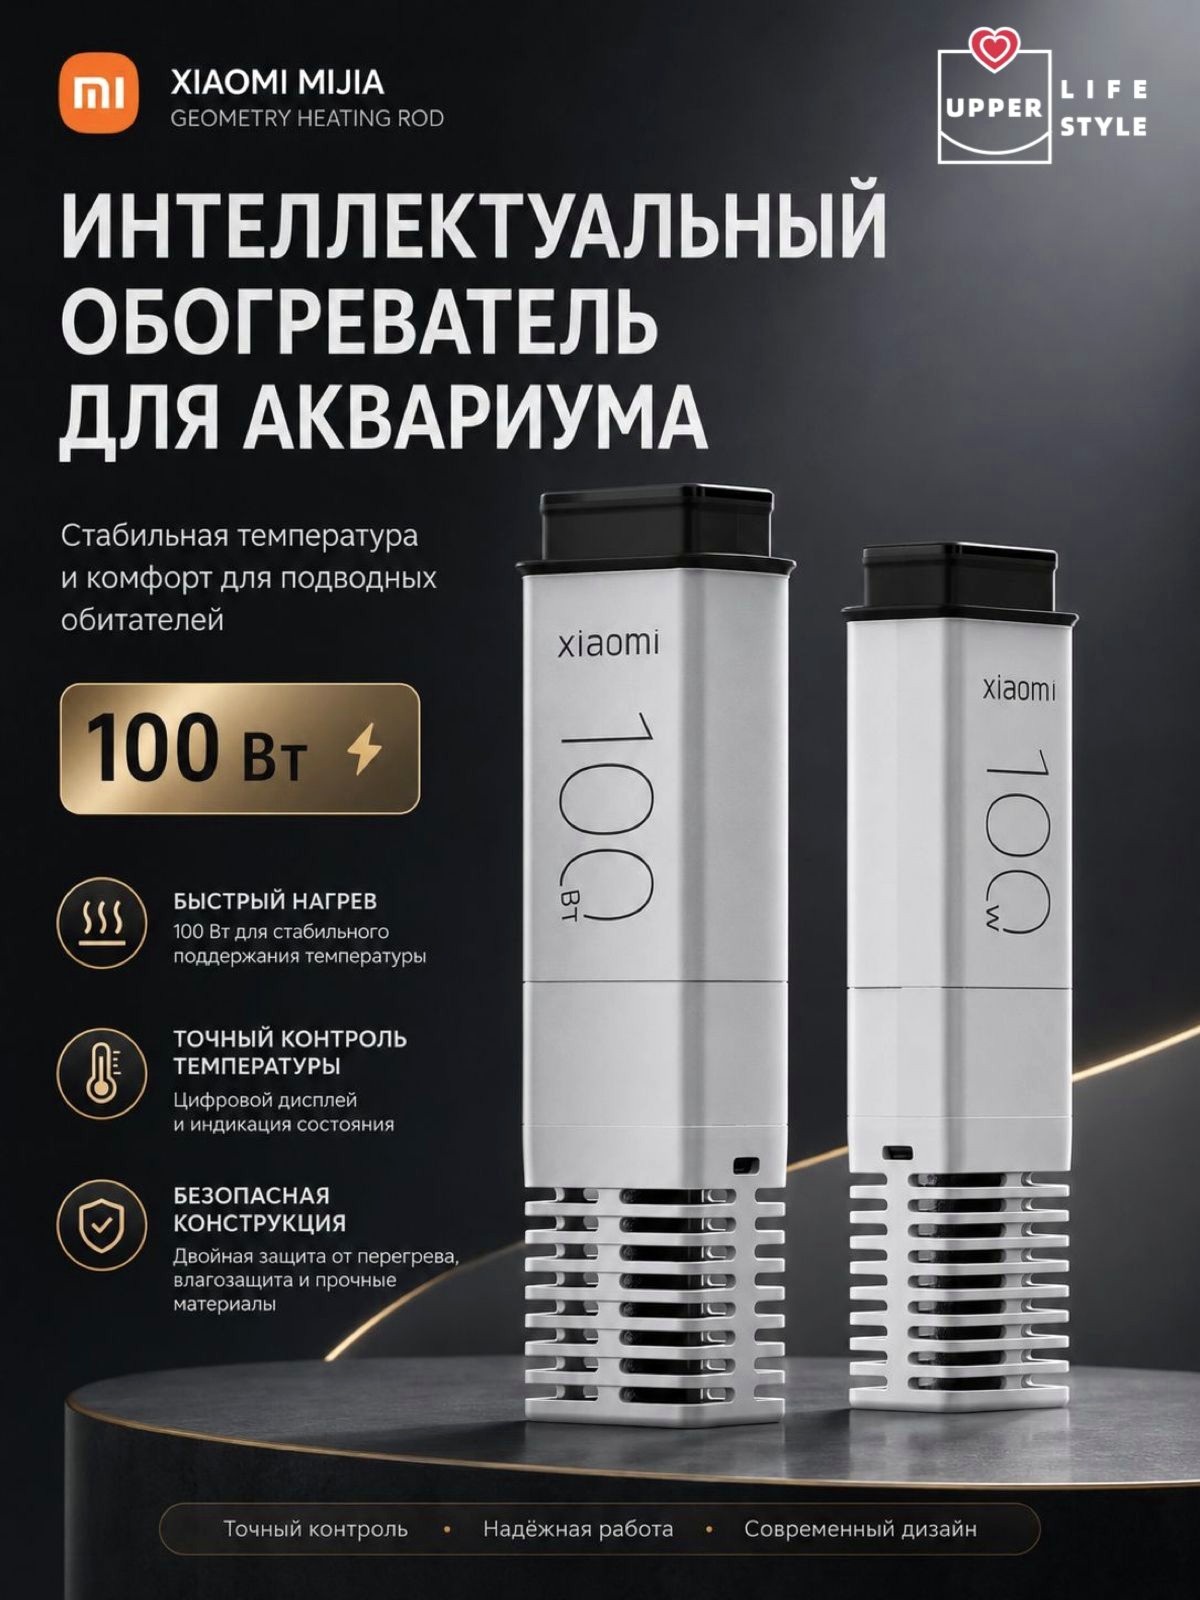 mi
XIAOMI MIJIA
GEOMETRY HEATING ROD
UPPER
LIFE
STYLE
ИНТЕЛЛЕКТУАЛЬНЫЙ
ОБОГРЕВАТЕЛЬ
ДЛЯ АКВАРИУМА
Стабильная температура
и комфорт для подводных
обитателей
100 Вт
БЫСТРЫЙ НАГРЕВ
100 Вт для стабильного
поддержания температуры
ТОЧНЫЙ КОНТРОЛЬ
ТЕМПЕРАТУРЫ
Цифровой дисплей
и индикация состояния
БЕЗОПАСНАЯ
КОНСТРУКЦИЯ
Двойная защита от перегрева,
влагозащита и прочные
материалы
xiaomi
100 Вт
xiaomi
100 W
Точный контроль • Надёжная работа • Современный дизайн